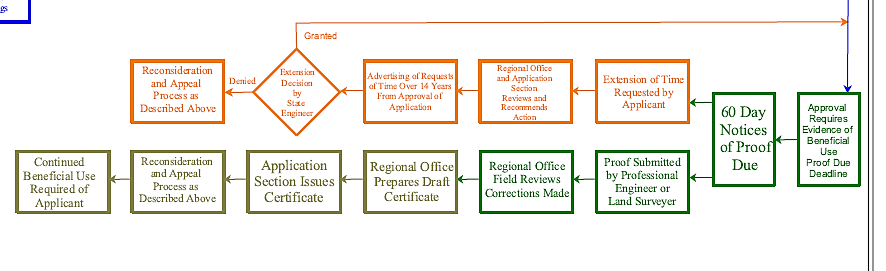 gs
Granted
Reconsideration
and Appeal
Process as
Described Above
Denied
Extension
Decision
by
State
Engineer
Advertising of Requests
of Time Over 14 Years
From Approval of
Application
Regional Office
and Application
Section
Reviews and
Recommends
Action
Extension of Time
Requested by
Applicant
60 Day
Notices
of Proof
Due
Approval
Requires
Evidence of
Beneficial
Use
Proof Due
Deadline
Continued
Beneficial Use
Required of
Applicant
Reconsideration
and Appeal
Process as
Described Above
Application
Section Issues
Certificate
Regional Office
Prepares Draft
Certificate
Regional Office
Field Reviews
Corrections Made
Proof Submitted
by Professional
Engineer or
Land Surveyer